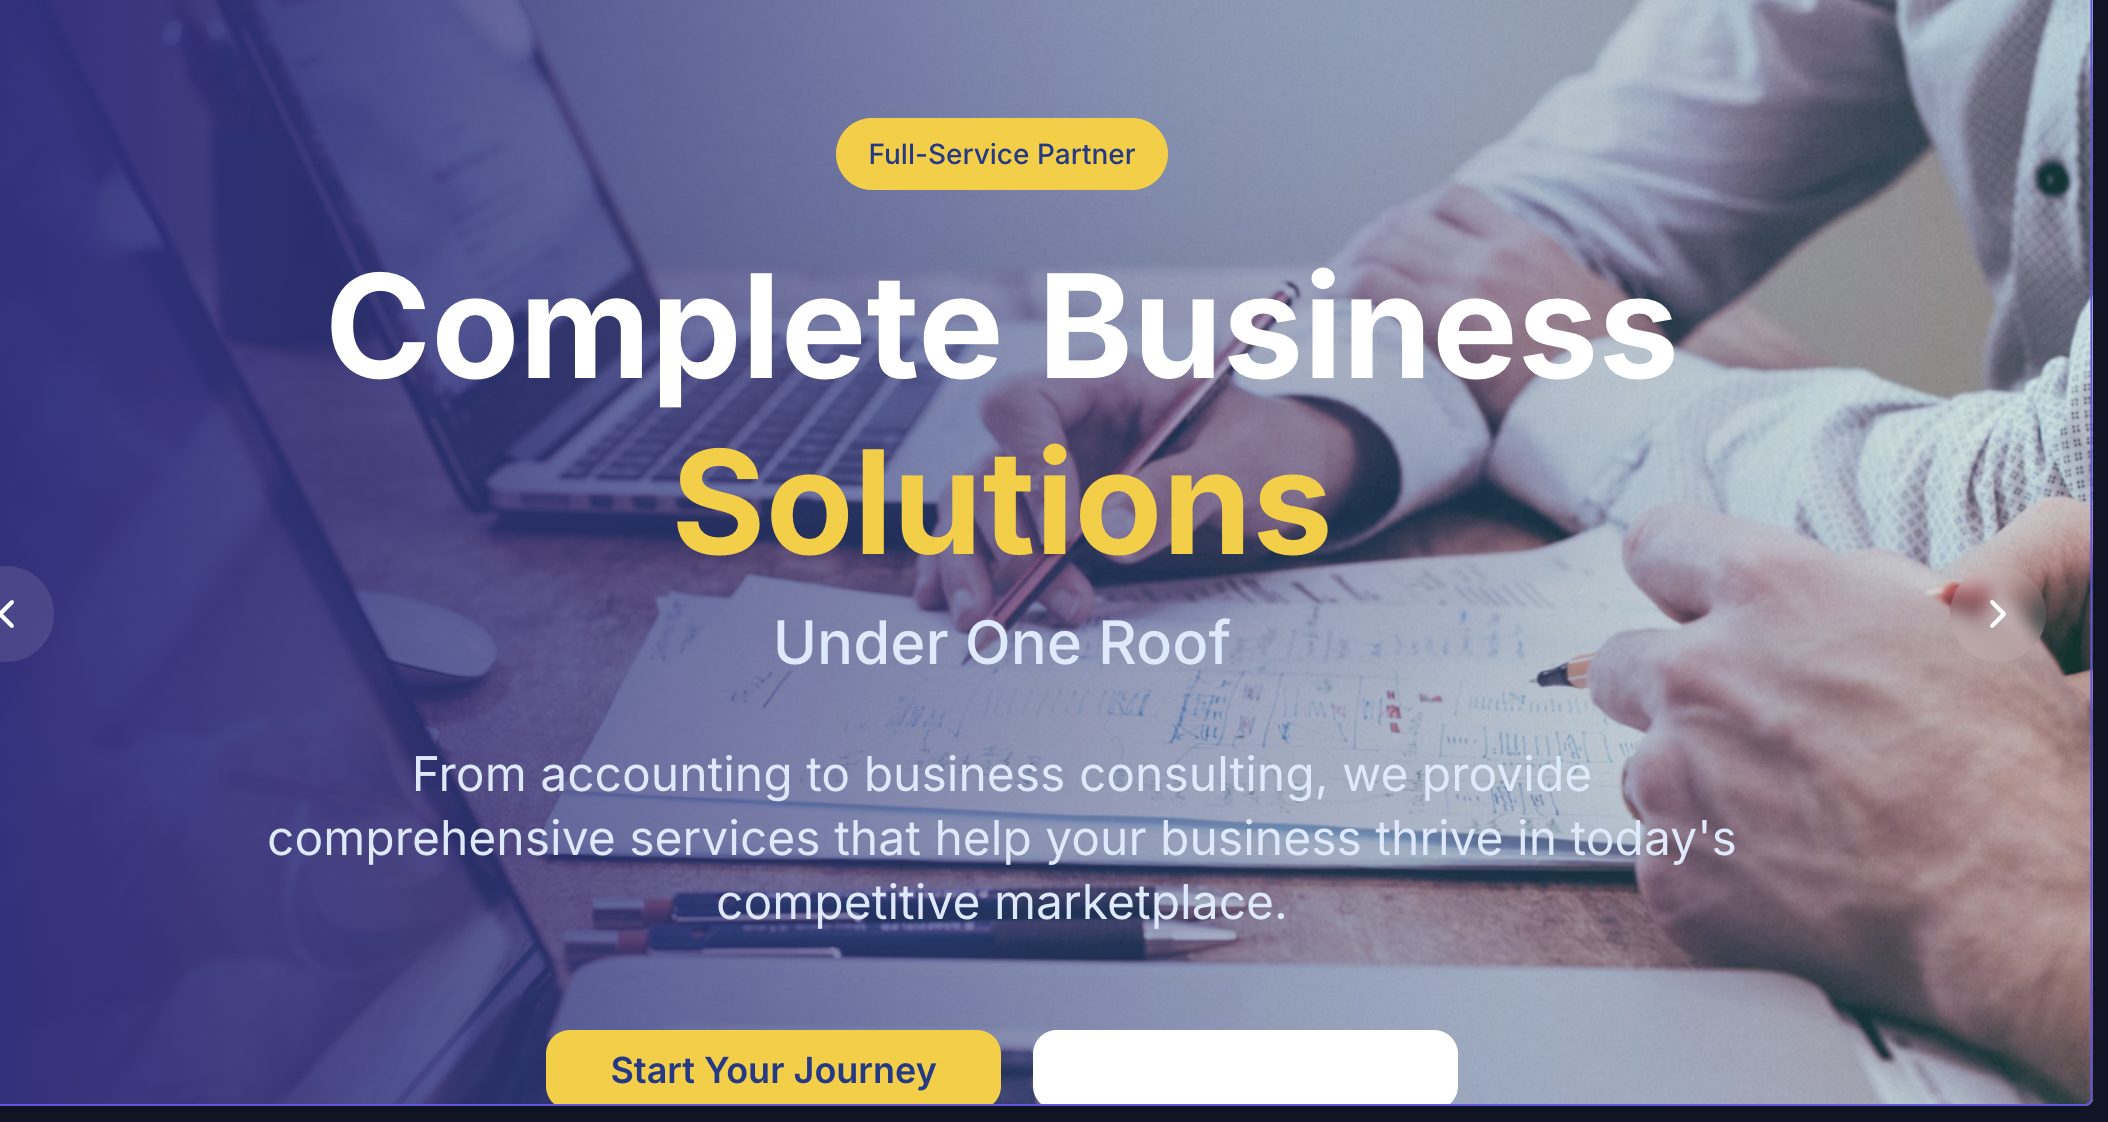 Full-Service Partner
Complete Business
Solutions
Under One Roof
From accounting to business consulting, we provide
comprehensive services that help your business thrive in today's
competitive marketplace.
Start Your Journey